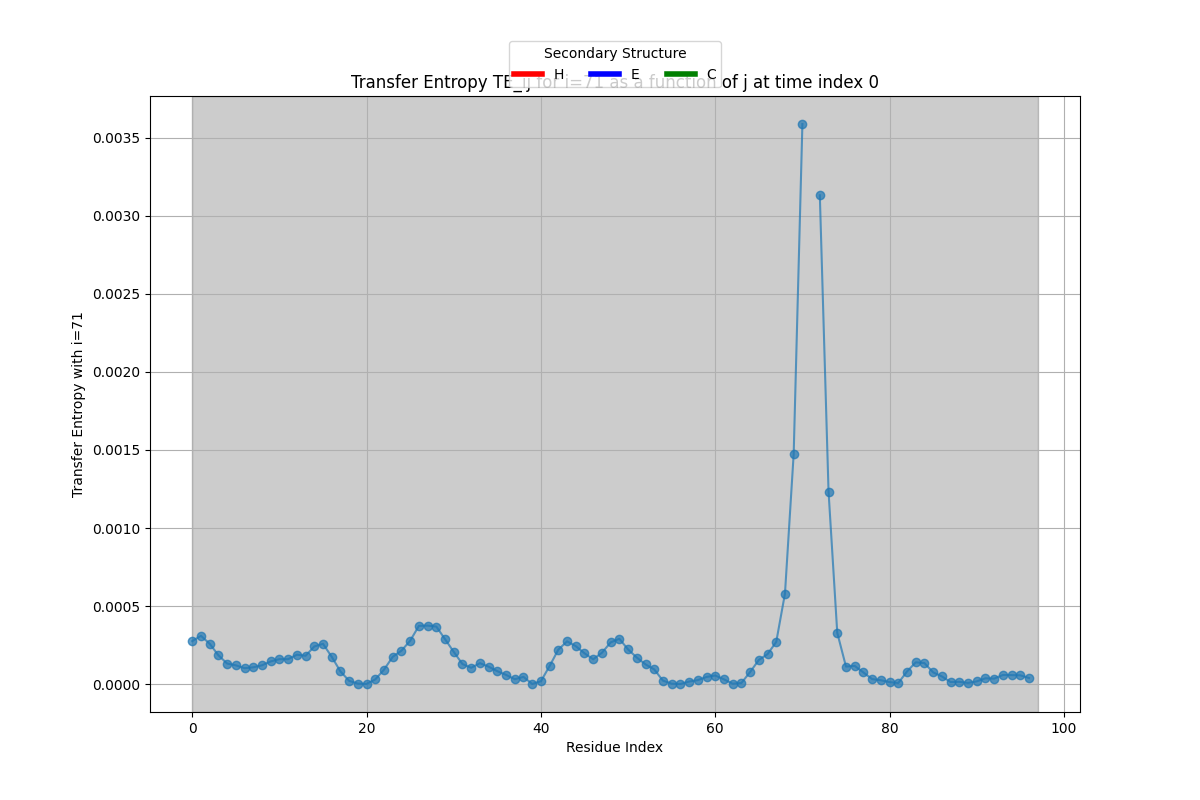 Secondary Structure
H E C
Transfer Entropy TE_ij for i=71 as a function of j at time index 0
0.0035
0.0030
0.0025
0.0020
0.0015
0.0010
0.0005
0.0000
Transfer Entropy with i=71
0 20 40 60 80 100
Residue Index